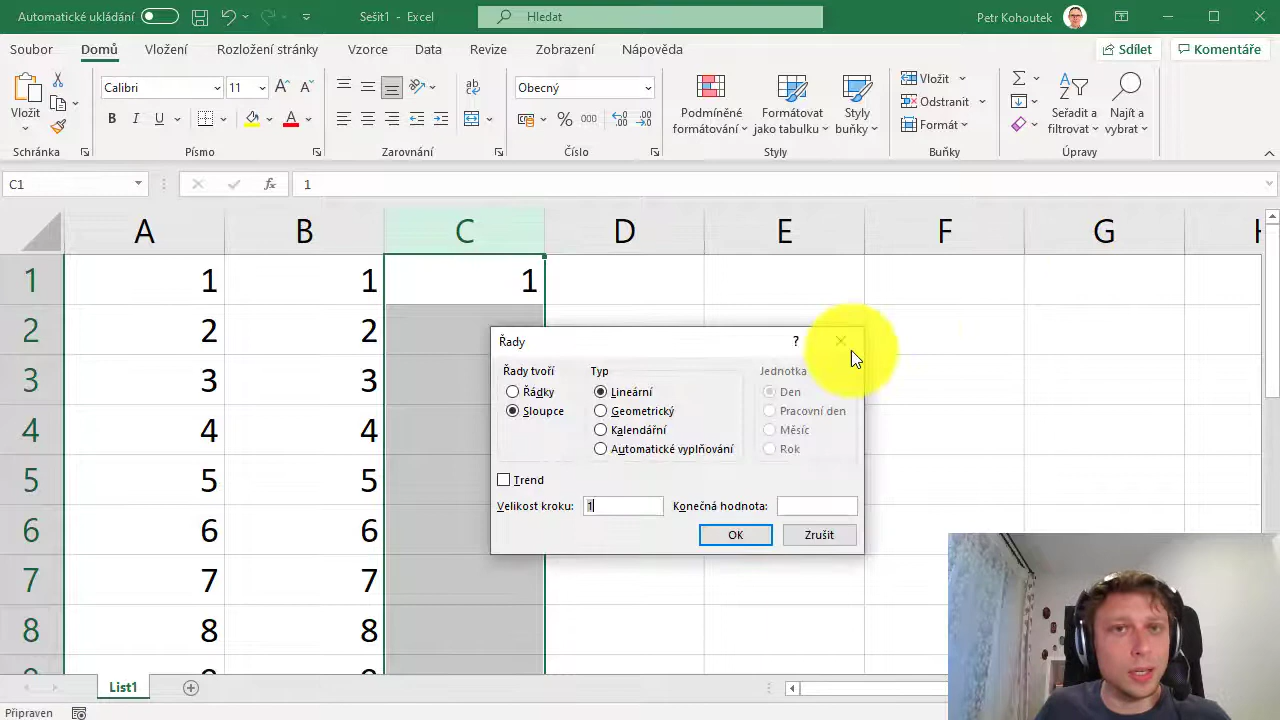 Automatické ukládání
Sešit1 - Excel
Hledat
Petr Kohoutek
Soubor Domů Vložení Rozložení stránky Vzorce Data Revize Zobrazení Nápověda Sdílet Komentáře
Vložit
Schránka
Calibri 11
B I U A
Písmo
Zarovnání
Obecný
% 000
Číslo
Podmíněné formátování
Formátovat jako tabulku
Styly buňky
Styly
Vložit
Odstranit
Formát
Buňky
Seřadit a filtrovat
Najít a vybrat
Úpravy
C1 fx 1
A B C D E F G H
1 1 1 1
2 2 2
3 3 3
4 4 4
5 5 5
6 6 6
7 7 7
8 8 8
Řady ?
Řady tvoří
Řádky
Sloupce
Typ
Lineární
Geometrický
Kalendářní
Automatické vyplňování
Jednotka
Den
Pracovní den
Měsíc
Rok
Trend
Velikost kroku: 1 Konečná hodnota:
OK Zrušit
List1
Připraven